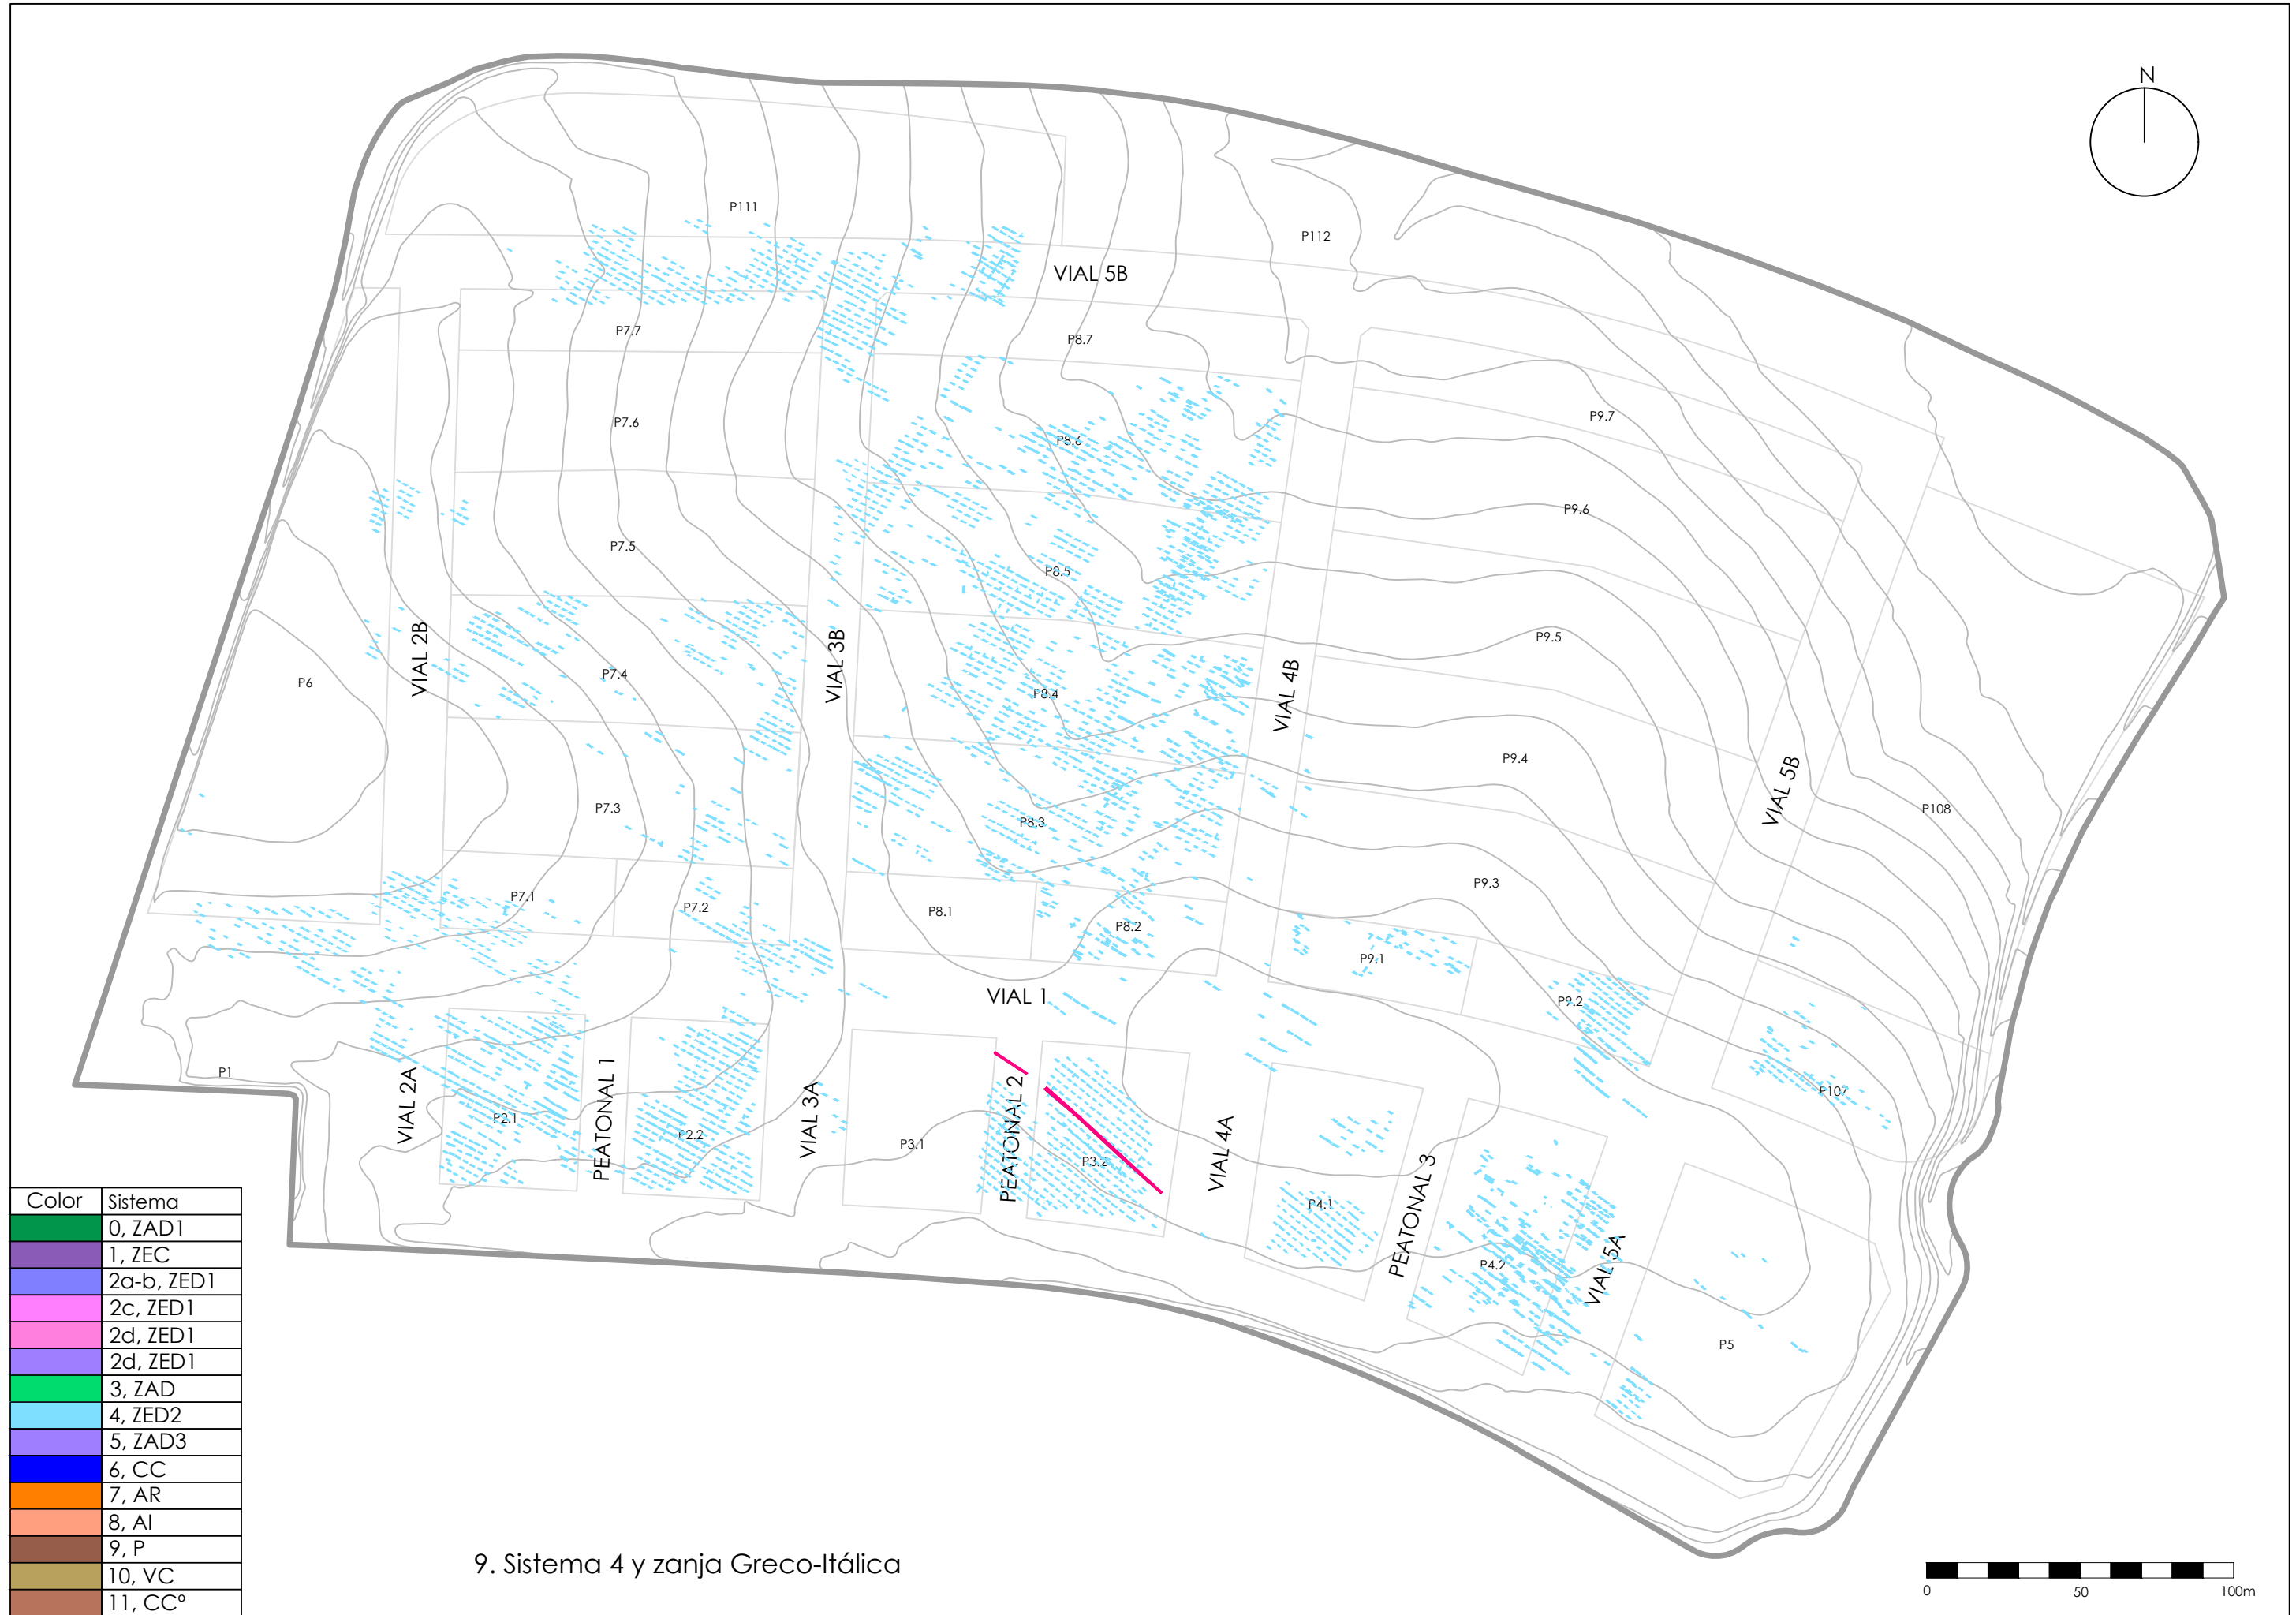 N
P111
P112
VIAL 5B
P7.7
P8.7
P7.6
P8.6
P9.7
P9.6
P7.5
P8.5
P9.5
P6
VIAL 2B
P7.4
VIAL 3B
P8.4
VIAL 4B
P9.4
VIAL 5B
P7.3
P8.3
P108
P9.3
P7.1
P7.2
P8.1
P8.2
P9.1
VIAL 1
P9.2
P1
P107
VIAL 2A
P2.1
PEATONAL 1
P2.2
VIAL 3A
P3.1
PEATONAL 2
P3.2
VIAL 4A
P4.1
PEATONAL 3
P4.2
VIAL 5A
P5
Color Sistema
0, ZAD1
1, ZEC
2a-b, ZED1
2c, ZED1
2d, ZED1
2d, ZED1
3, ZAD
4, ZED2
5, ZAD3
6, CC
7, AR
8, AI
9, P
10, VC
11, CCº
9. Sistema 4 y zanja Greco-Itálica
0 50 100m